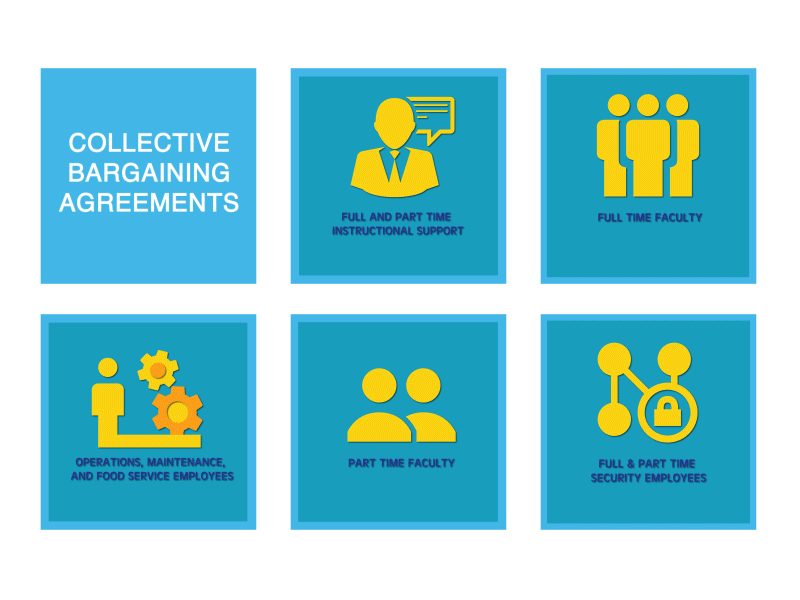 COLLECTIVE
BARGAINING
AGREEMENTS
FULL AND PART TIME
INSTRUCTIONAL SUPPORT
FULL TIME FACULTY
OPERATIONS, MAINTENANCE,
AND FOOD SERVICE EMPLOYEES
PART TIME FACULTY
FULL & PART TIME
SECURITY EMPLOYEES